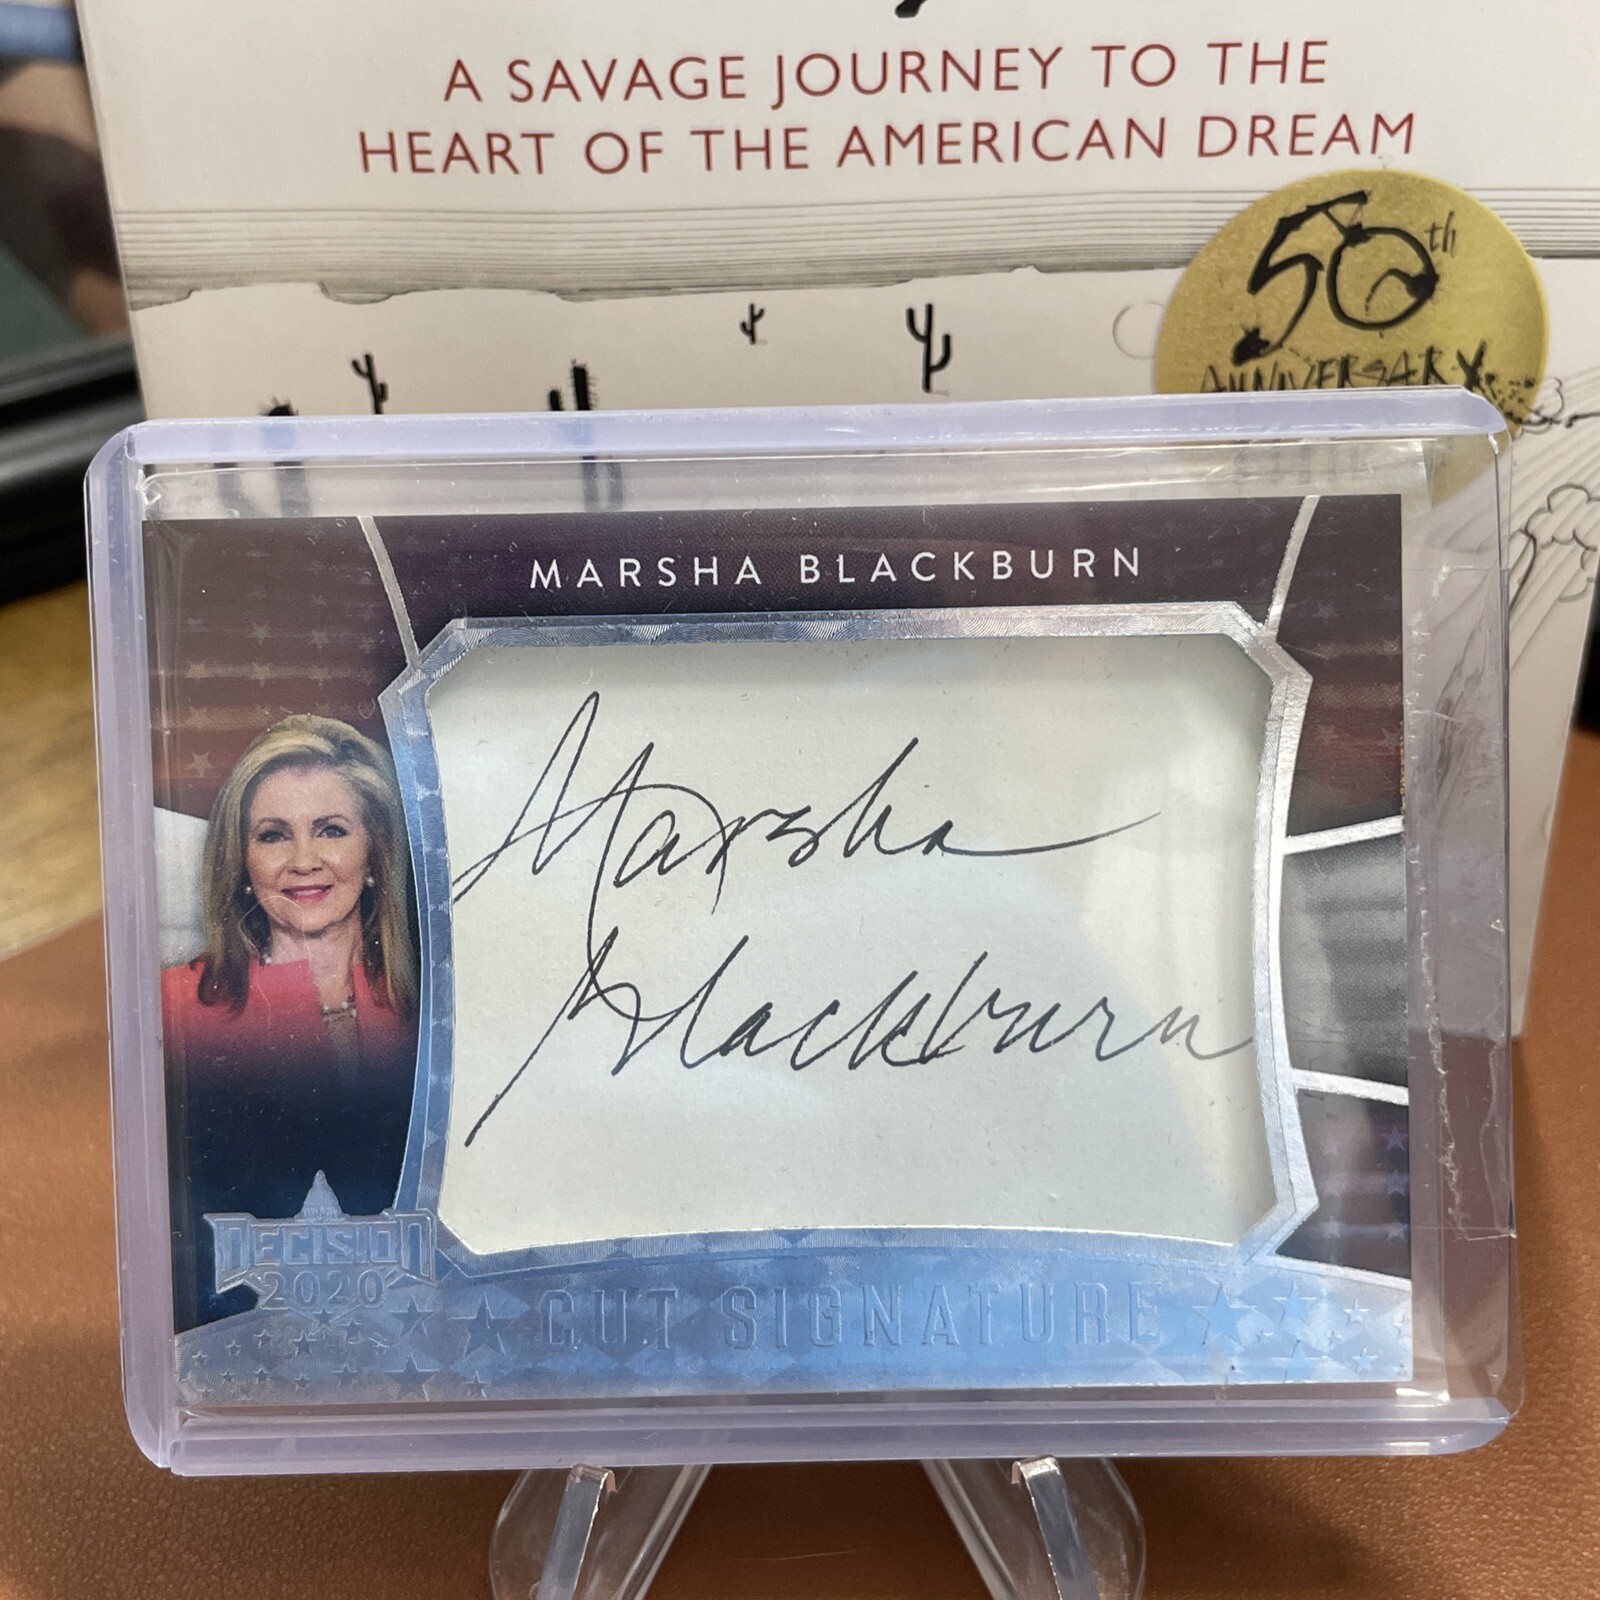 A SAVAGE JOURNEY TO THE
HEART OF THE AMERICAN DREAM
50th
ANNIVERSARY
MARSHA BLACKBURN
Marsha
Blackburn
DECISION
2020
CUT SIGNATURE